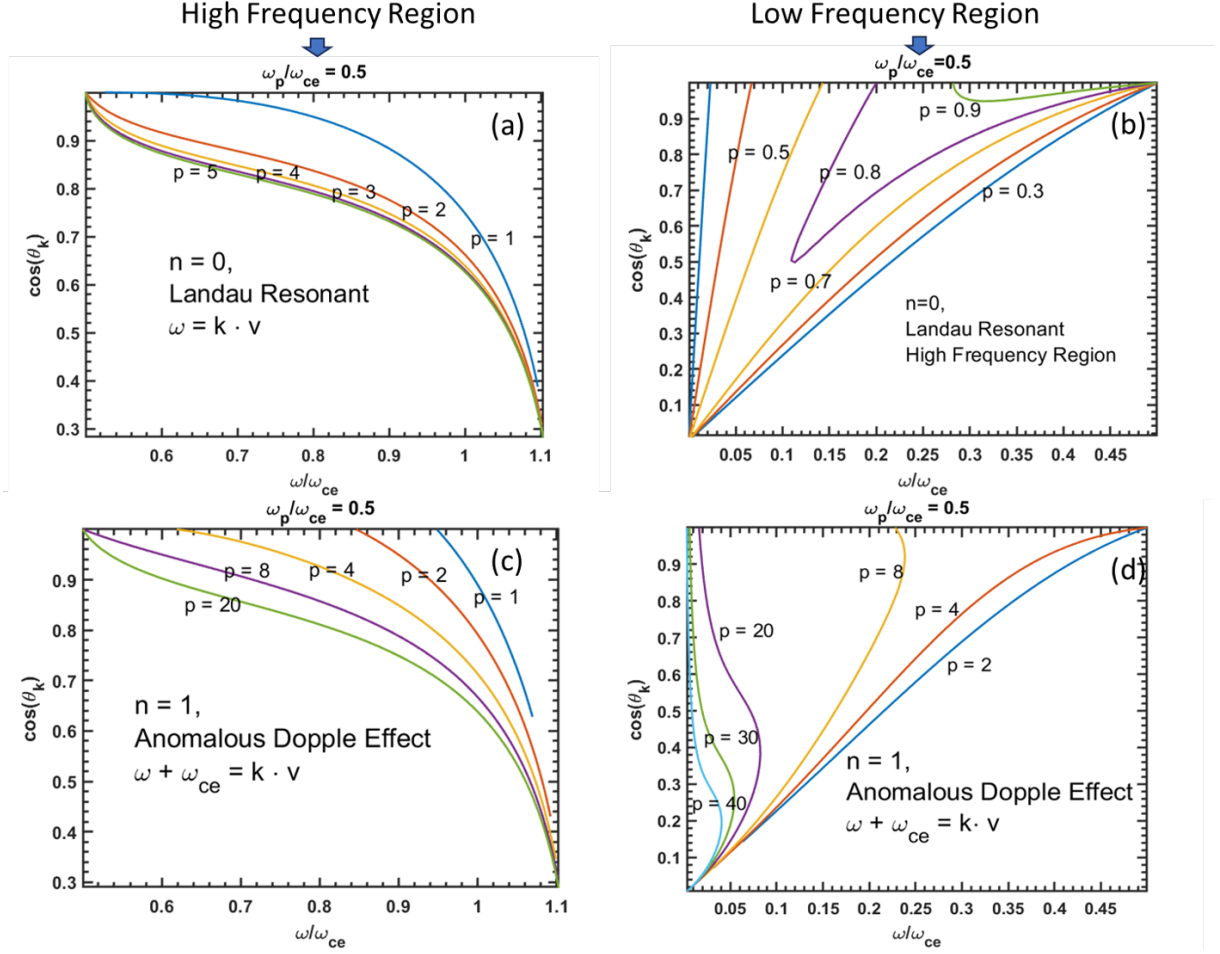 High Frequency Region
Low Frequency Region
ωp/ωce = 0.5
(a)
0.9
0.8
0.7
0.6
0.5
0.4
0.3
cos(θk)
p = 5
p = 4
p = 3
p = 2
p = 1
n = 0,
Landau Resonant
ω = k · v
0.6
0.7
0.8
0.9
1
1.1
ω/ωce
ωp/ωce=0.5
(b)
0.9
0.8
0.7
0.6
0.5
0.4
0.3
0.2
0.1
cos(θk)
p = 0.9
p = 0.5
p = 0.8
p = 0.3
p = 0.7
n=0,
Landau Resonant
High Frequency Region
0.05
0.1
0.15
0.2
0.25
0.3
0.35
0.4
0.45
ω/ωce
ωp/ωce = 0.5
(c)
0.9
0.8
0.7
0.6
0.5
0.4
0.3
cos(θk)
p = 20
p = 8
p = 4
p = 2
p = 1
n = 1,
Anomalous Dopple Effect
ω + ωce = k · v
0.6
0.7
0.8
0.9
1
1.1
ω/ωce
ωp/ωce = 0.5
(d)
0.9
0.8
0.7
0.6
0.5
0.4
0.3
0.2
0.1
cos(θk)
p = 8
p = 4
p = 20
p = 2
p = 30
p = 40
n = 1,
Anomalous Dopple Effect
ω + ωce = k· v
0.05
0.1
0.15
0.2
0.25
0.3
0.35
0.4
0.45
ω/ωce